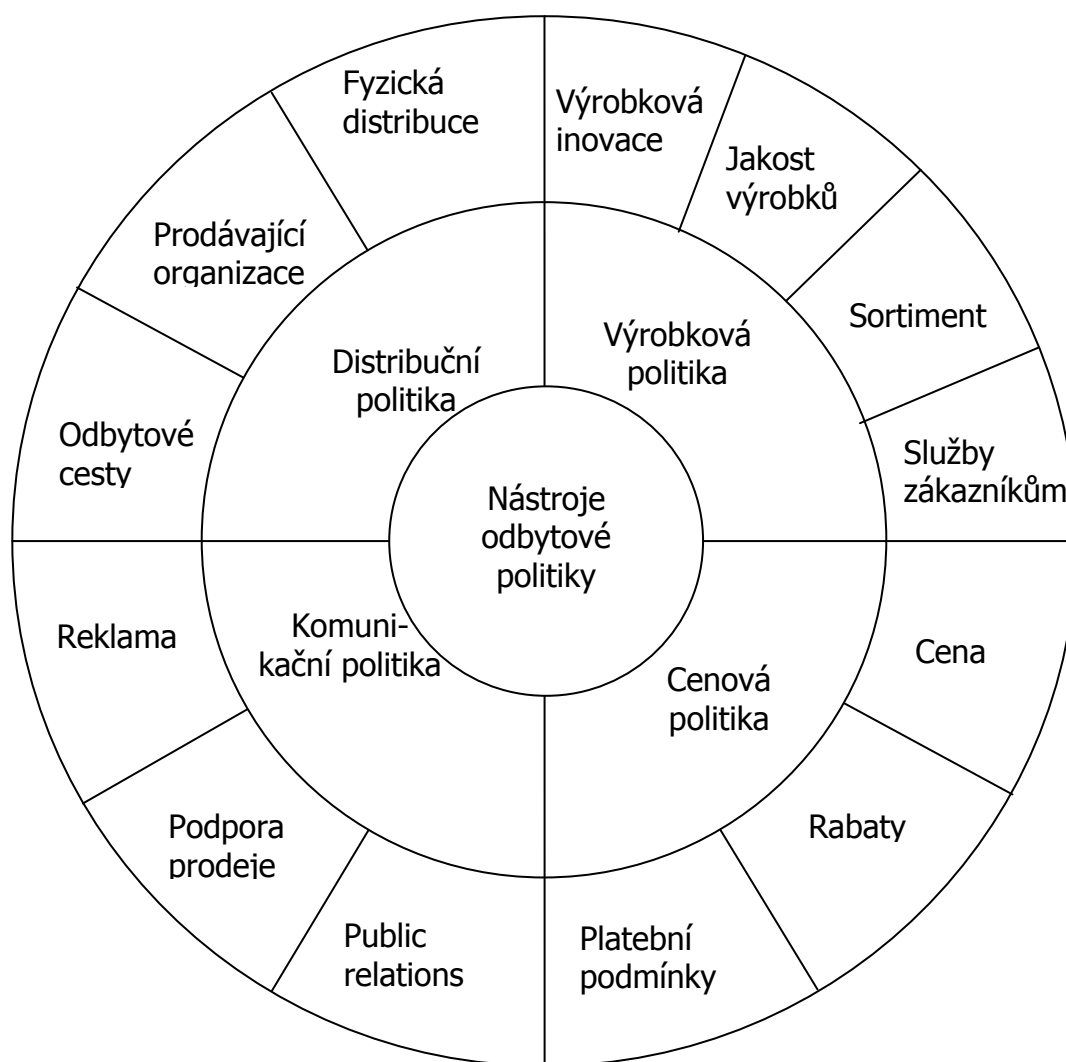 Fyzická
distribuce
Výrobková
inovace
Jakost
výrobků
Prodávající
organizace
Sortiment
Distribuční
politika
Výrobková
politika
Odbytové
cesty
Služby
zákazníkům
Nástroje
odbytové
politiky
Reklama
Komuni-
kační politika
Cena
Cenová
politika
Podpora
prodeje
Rabaty
Public
relations
Platební
podmínky